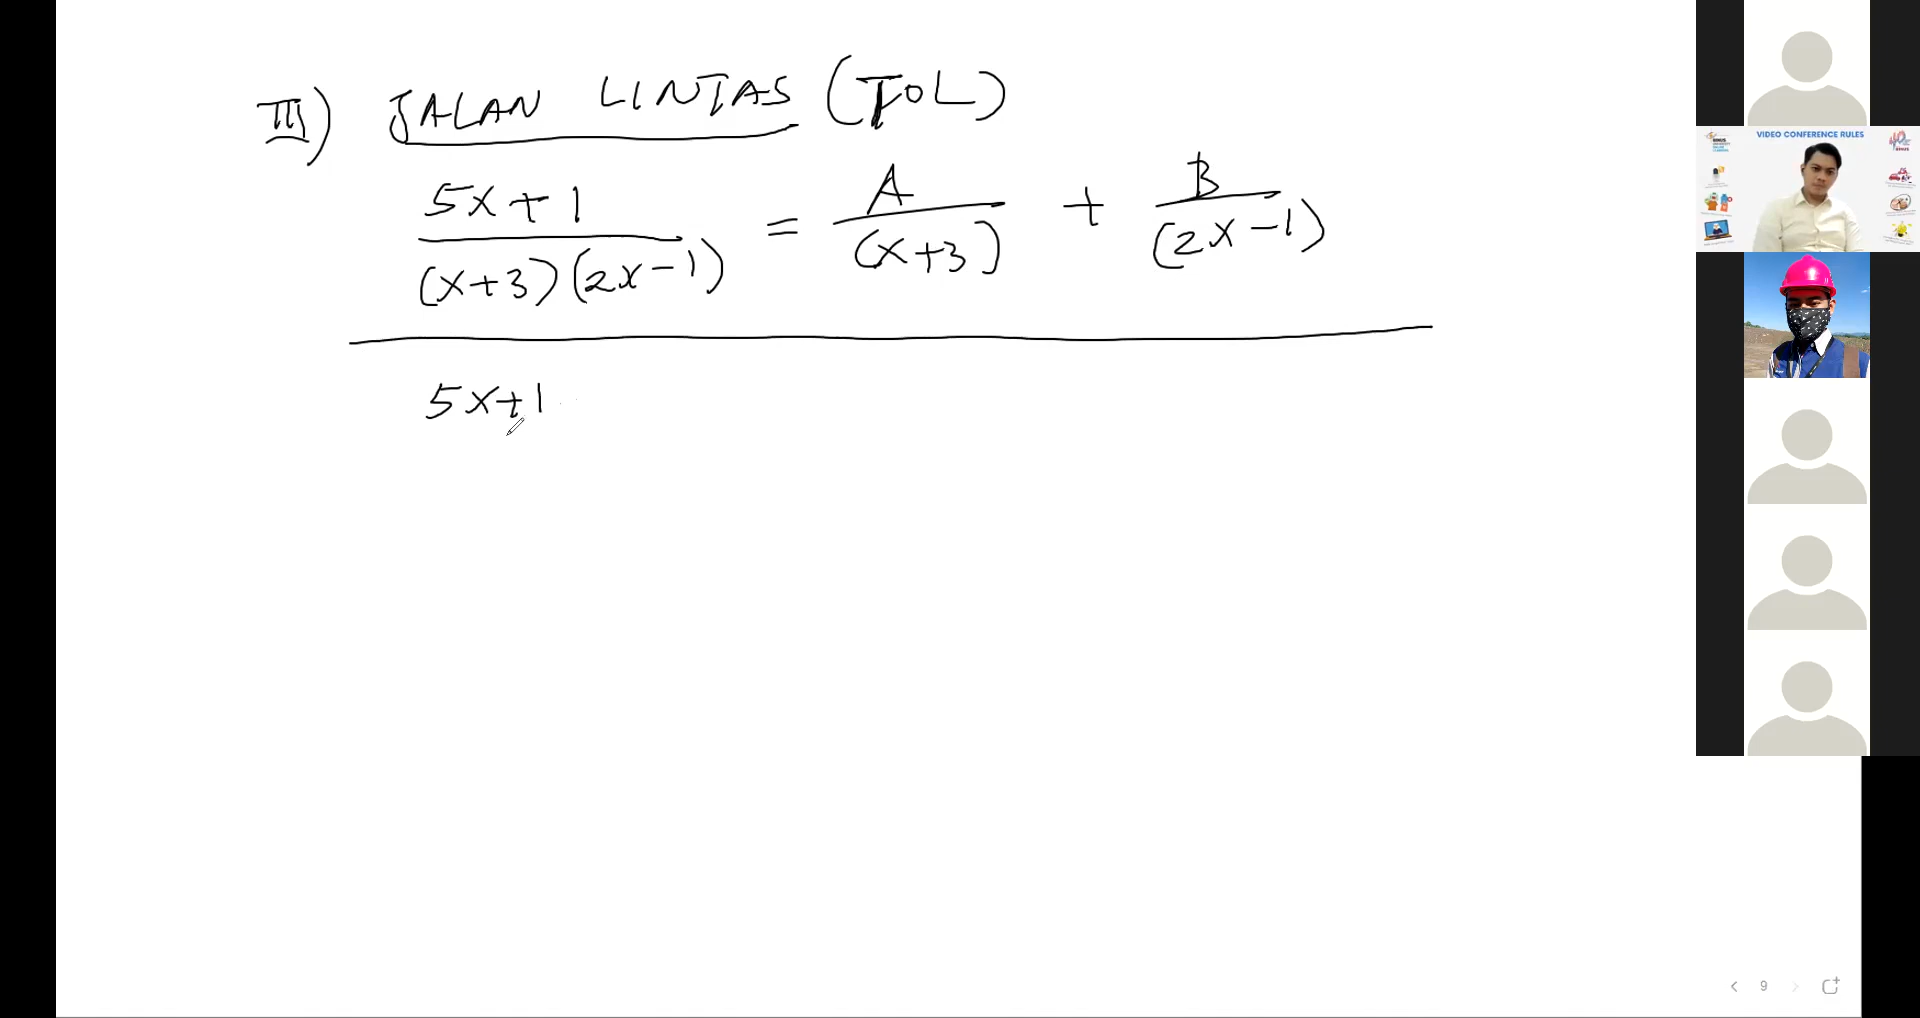 III) JALAN LINTAS (TOL)
5x+1 / (x+3)(2x-1) = A / (x+3) + B / (2x-1)
5x+1
VIDEO CONFERENCE RULES
9